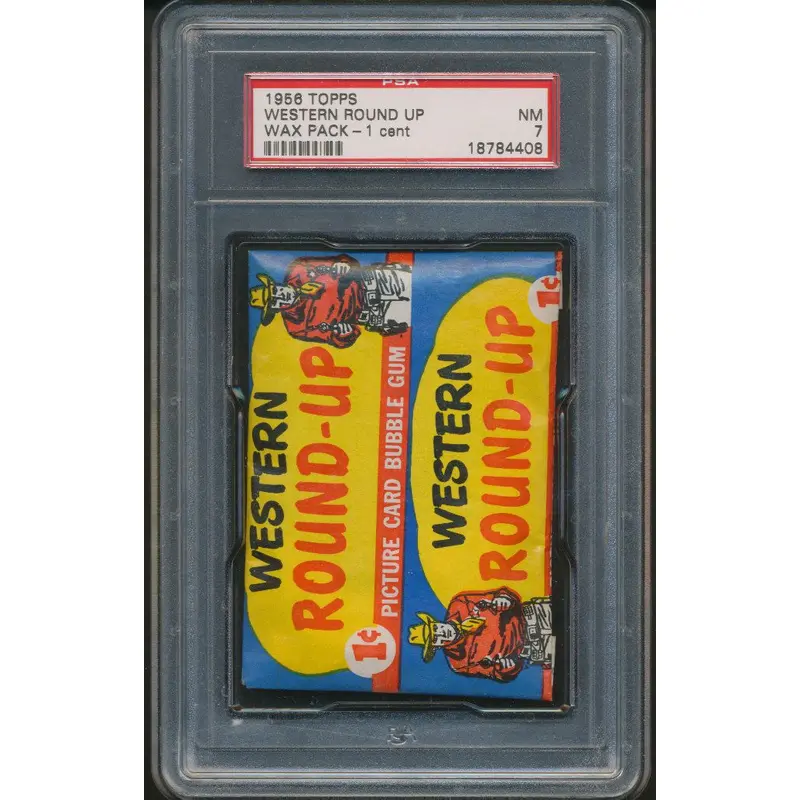 PSA
1956 TOPPS
WESTERN ROUND UP
WAX PACK – 1 cent
NM
7
18784408
WESTERN
ROUND-UP
1¢
PICTURE CARD BUBBLE GUM
WESTERN
ROUND-UP
1¢